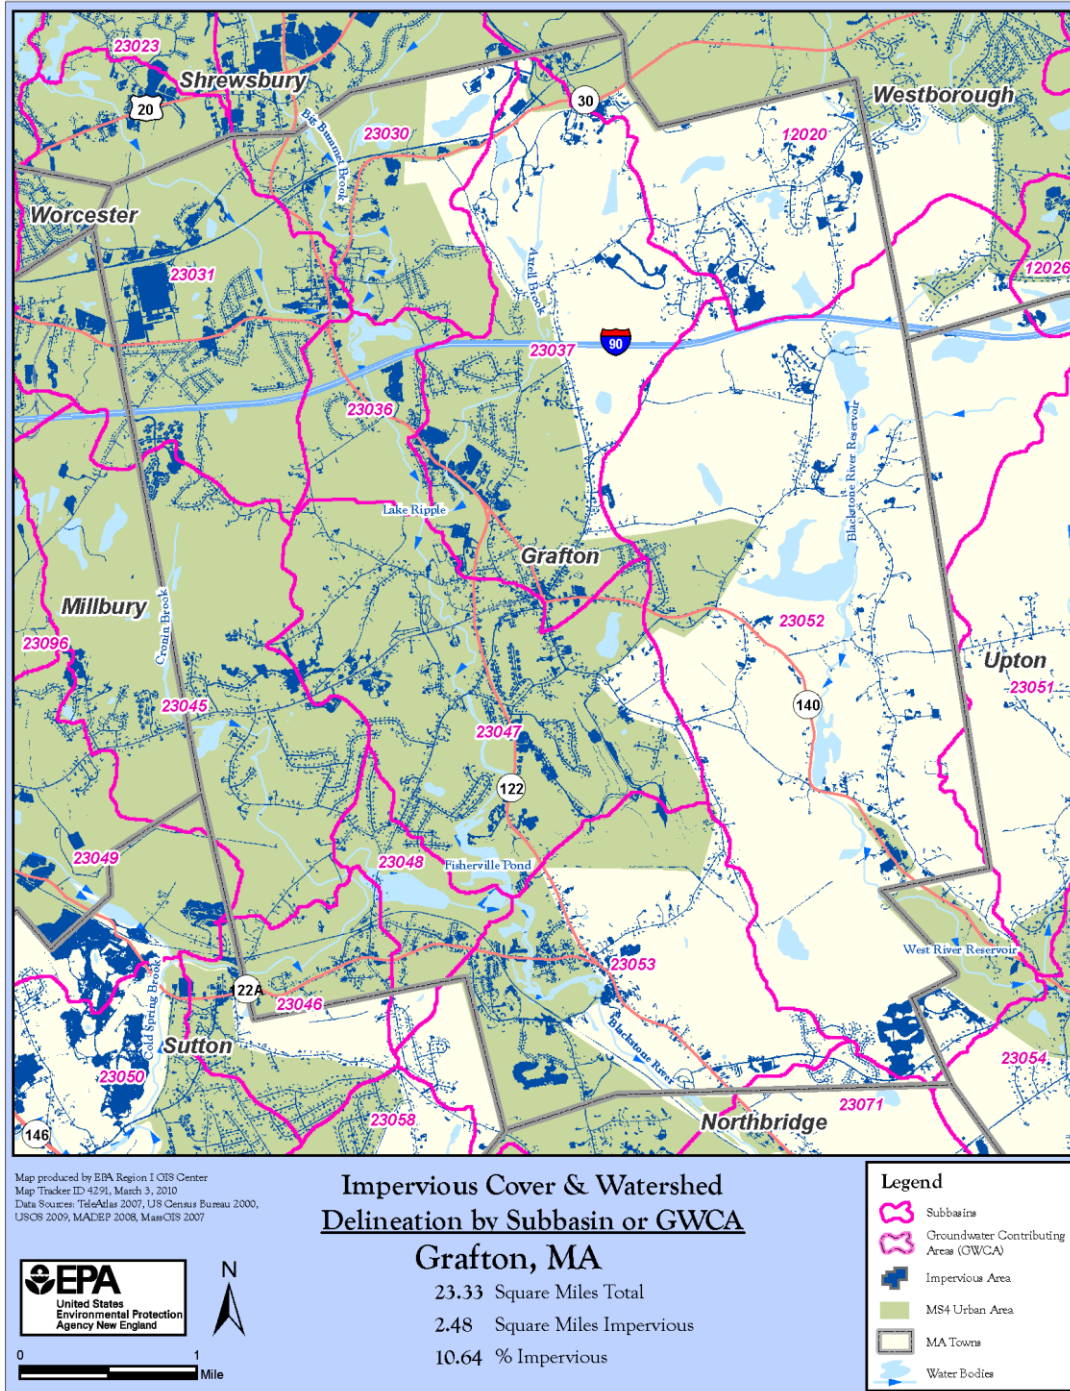 23023
Shrewsbury
20
30
Westborough
Big Bummet Brook
23030
12020
Worcester
23031
Axtell Brook
12026
90
23037
23036
Blackstone River Reservoir
Lake Ripple
Grafton
Millbury
Cronin Brook
23052
23096
Upton
23051
23045
140
23047
122
23049
23048
Fisherville Pond
West River Reservoir
23053
Cold Spring Brook
122A
23046
Blackstone River
Sutton
23050
23054
23058
23071
Northbridge
146
Map produced by EPA Region I GIS Center
Map Tracker ID 4291, March 3, 2010
Data Sources: TeleAtlas 2007, US Census Bureau 2000,
USGS 2009, MADEP 2008, MassGIS 2007
Impervious Cover & Watershed
Delineation by Subbasin or GWCA
Grafton, MA
23.33 Square Miles Total
2.48 Square Miles Impervious
10.64 % Impervious
EPA
United States
Environmental Protection
Agency New England
N
0 1
Mile
Legend
Subbasins
Groundwater Contributing
Areas (GWCA)
Impervious Area
MS4 Urban Area
MA Towns
Water Bodies